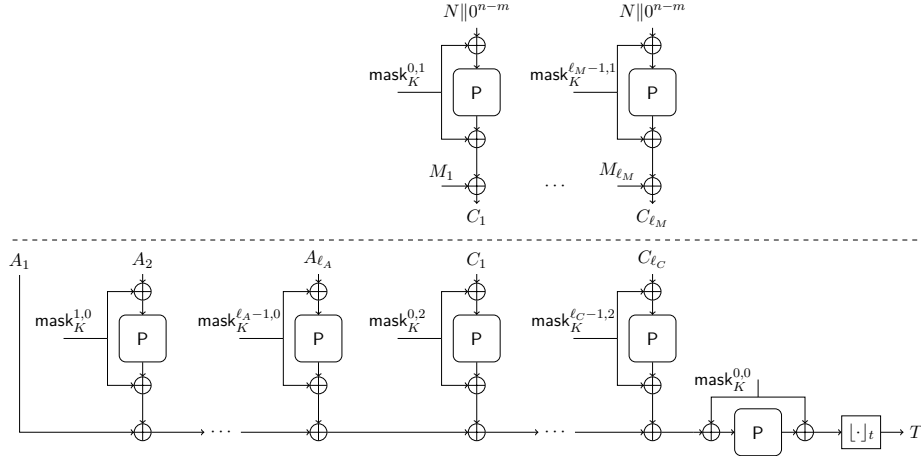 N‖0^{n−m} N‖0^{n−m}
mask_K^{0,1} P mask_K^{ℓ_M−1,1} P
M_1 ⋯ M_{ℓ_M}
C_1 C_{ℓ_M}
A_1 A_2 A_{ℓ_A} C_1 C_{ℓ_C}
mask_K^{1,0} P mask_K^{ℓ_A−1,0} P mask_K^{0,2} P mask_K^{ℓ_C−1,2} P
mask_K^{0,0}
⋯ ⋯ P ⌊·⌋_t T